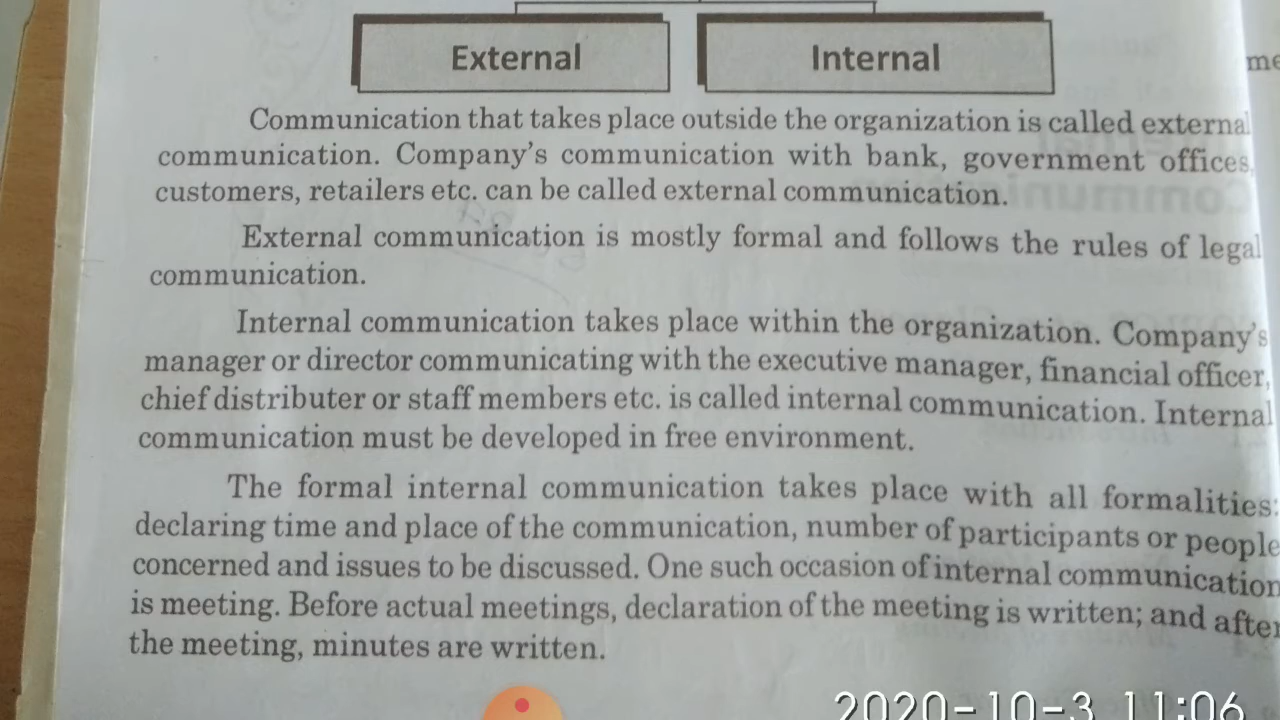 External
Internal
Communication that takes place outside the organization is called external
communication. Company's communication with bank, government offices,
customers, retailers etc. can be called external communication.
External communication is mostly formal and follows the rules of legal
communication.
Internal communication takes place within the organization. Company's
manager or director communicating with the executive manager, financial officer,
chief distributer or staff members etc. is called internal communication. Internal
communication must be developed in free environment.
The formal internal communication takes place with all formalities:
declaring time and place of the communication, number of participants or people
concerned and issues to be discussed. One such occasion of internal communication
is meeting. Before actual meetings, declaration of the meeting is written; and after
the meeting, minutes are written.
2020-10-3 11:06